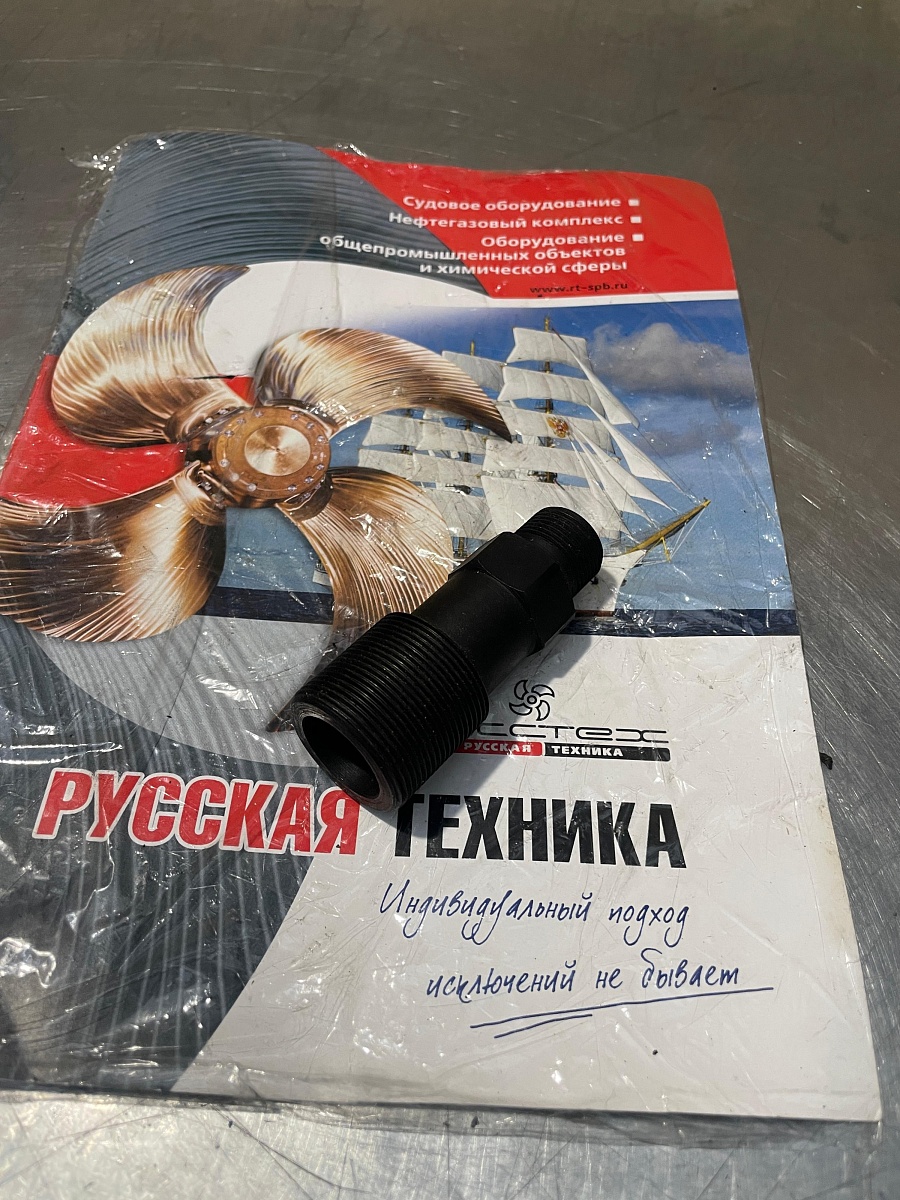 Судовое оборудование
Нефтегазовый комплекс
Оборудование
общепромышленных объектов
и химической сферы
www.rt-spb.ru
РУССКАЯ ТЕХНИКА
РУССКАЯ ТЕХНИКА
Индивидуальный подход
исключений не бывает